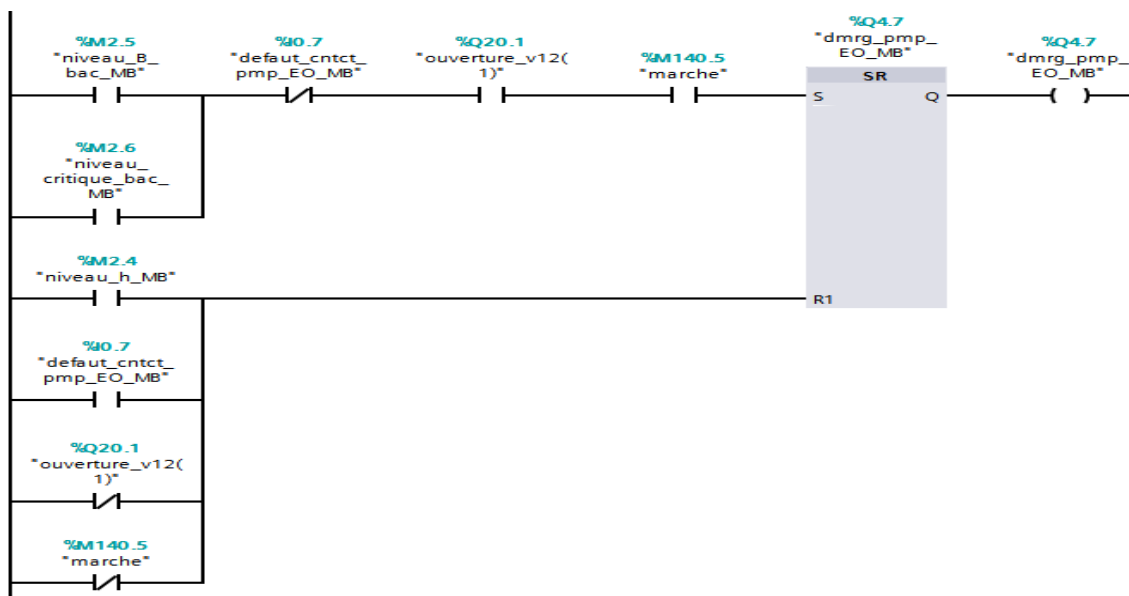 %M2.5
"niveau_B_
bac_MB"
%I0.7
"defaut_cntct_
pmp_EO_MB"
%Q20.1
"ouverture_v12(
1)"
%M140.5
"marche"
%Q4.7
"dmrg_pmp_
EO_MB"
SR
S
Q
%Q4.7
"dmrg_pmp_
EO_MB"
%M2.6
"niveau_
critique_bac_
MB"
%M2.4
"niveau_h_MB"
R1
%I0.7
"defaut_cntct_
pmp_EO_MB"
%Q20.1
"ouverture_v12(
1)"
%M140.5
"marche"